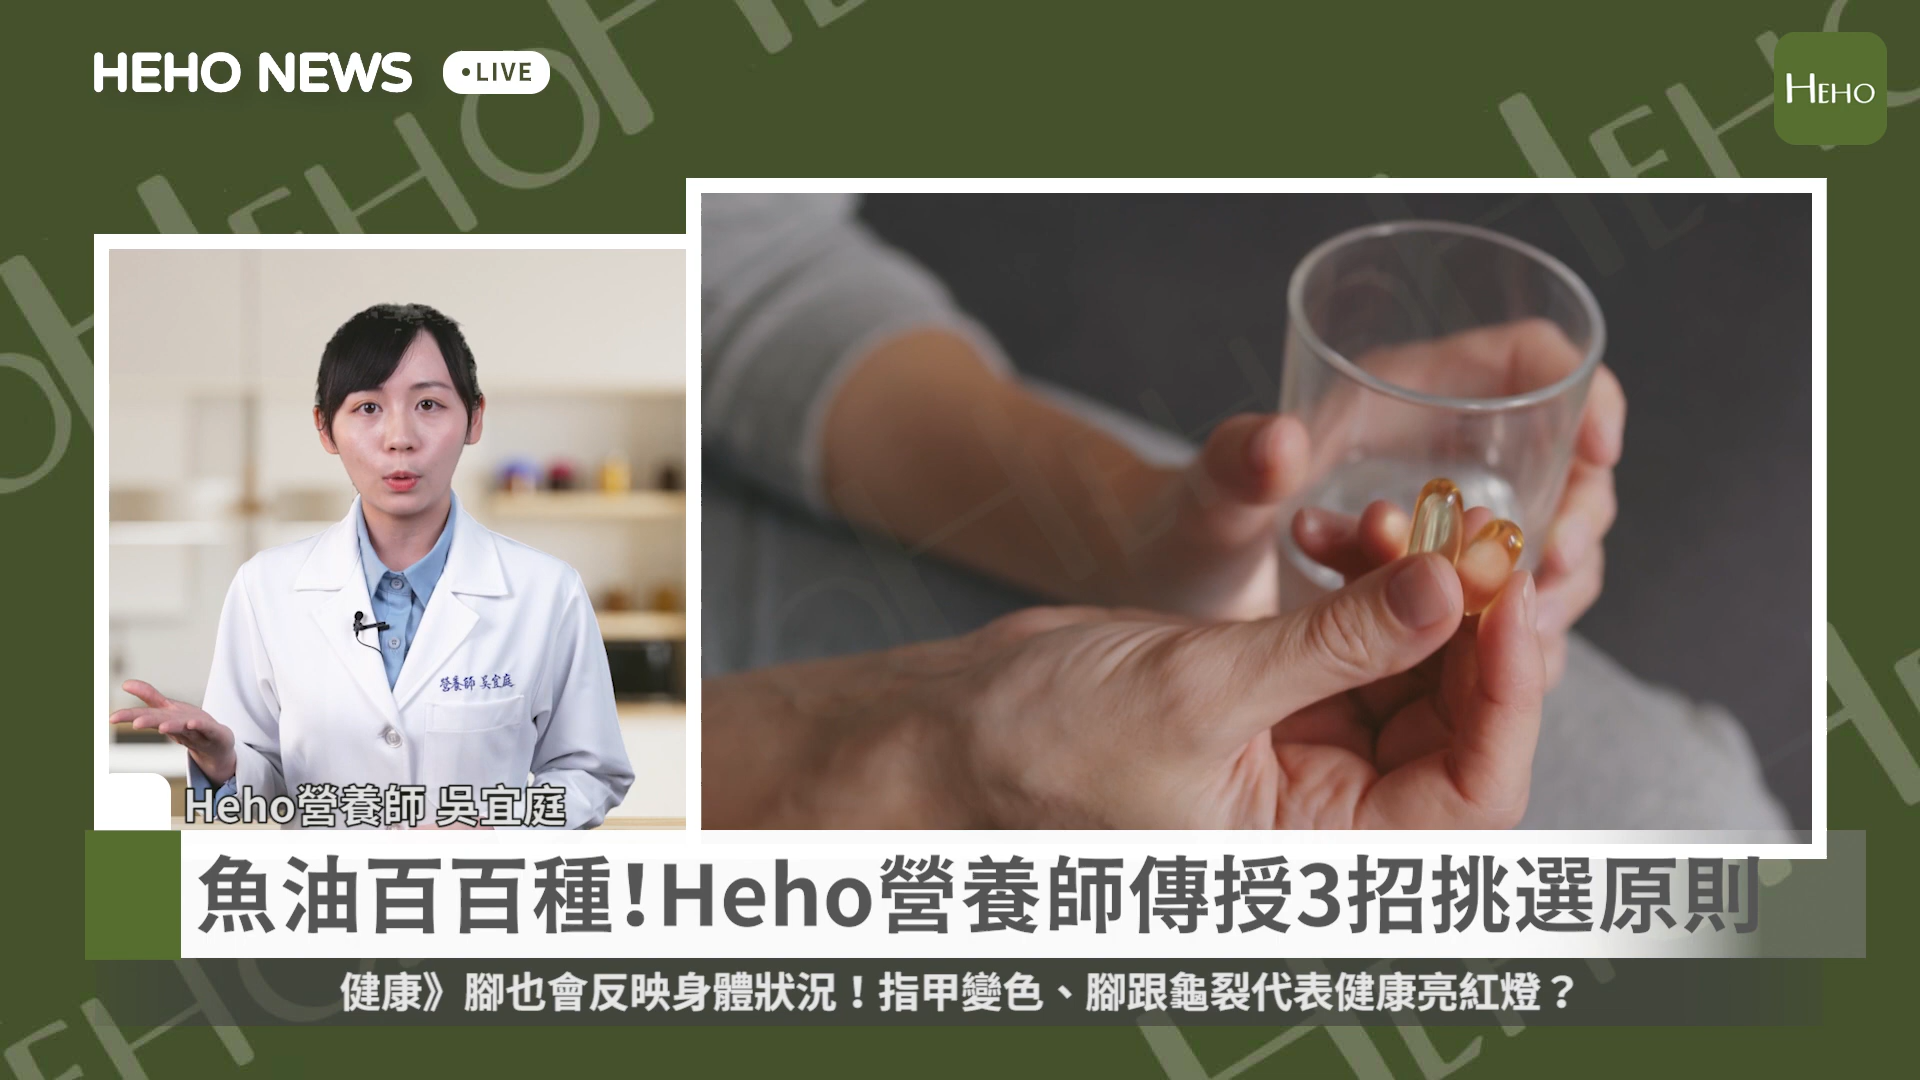 HEHO NEWS
•LIVE
HEHO
營養師 吳宜庭
Heho營養師 吳宜庭
魚油百百種!Heho營養師傳授3招挑選原則
健康》腳也會反映身體狀況！指甲變色、腳跟龜裂代表健康亮紅燈？